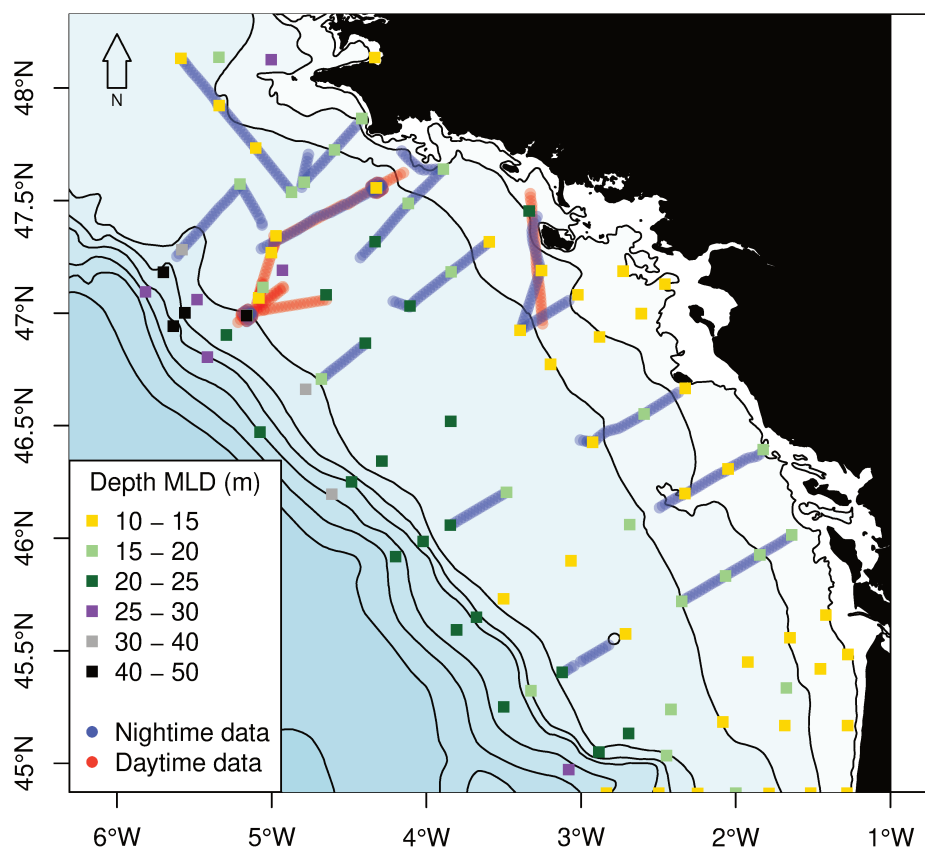 N
48°N
47.5°N
47°N
46.5°N
46°N
45.5°N
45°N
Depth MLD (m)
10 – 15
15 – 20
20 – 25
25 – 30
30 – 40
40 – 50
Nightime data
Daytime data
6°W
5°W
4°W
3°W
2°W
1°W